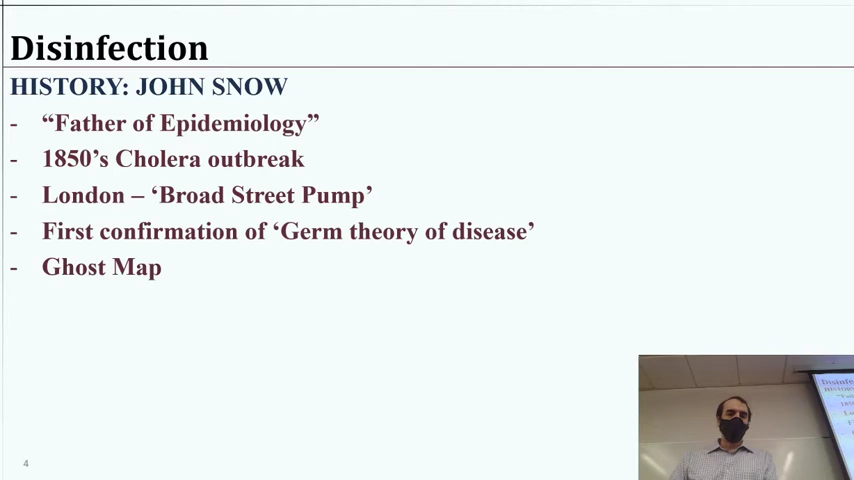 Disinfection
HISTORY: JOHN SNOW
- “Father of Epidemiology”
- 1850’s Cholera outbreak
- London – ‘Broad Street Pump’
- First confirmation of ‘Germ theory of disease’
- Ghost Map
4